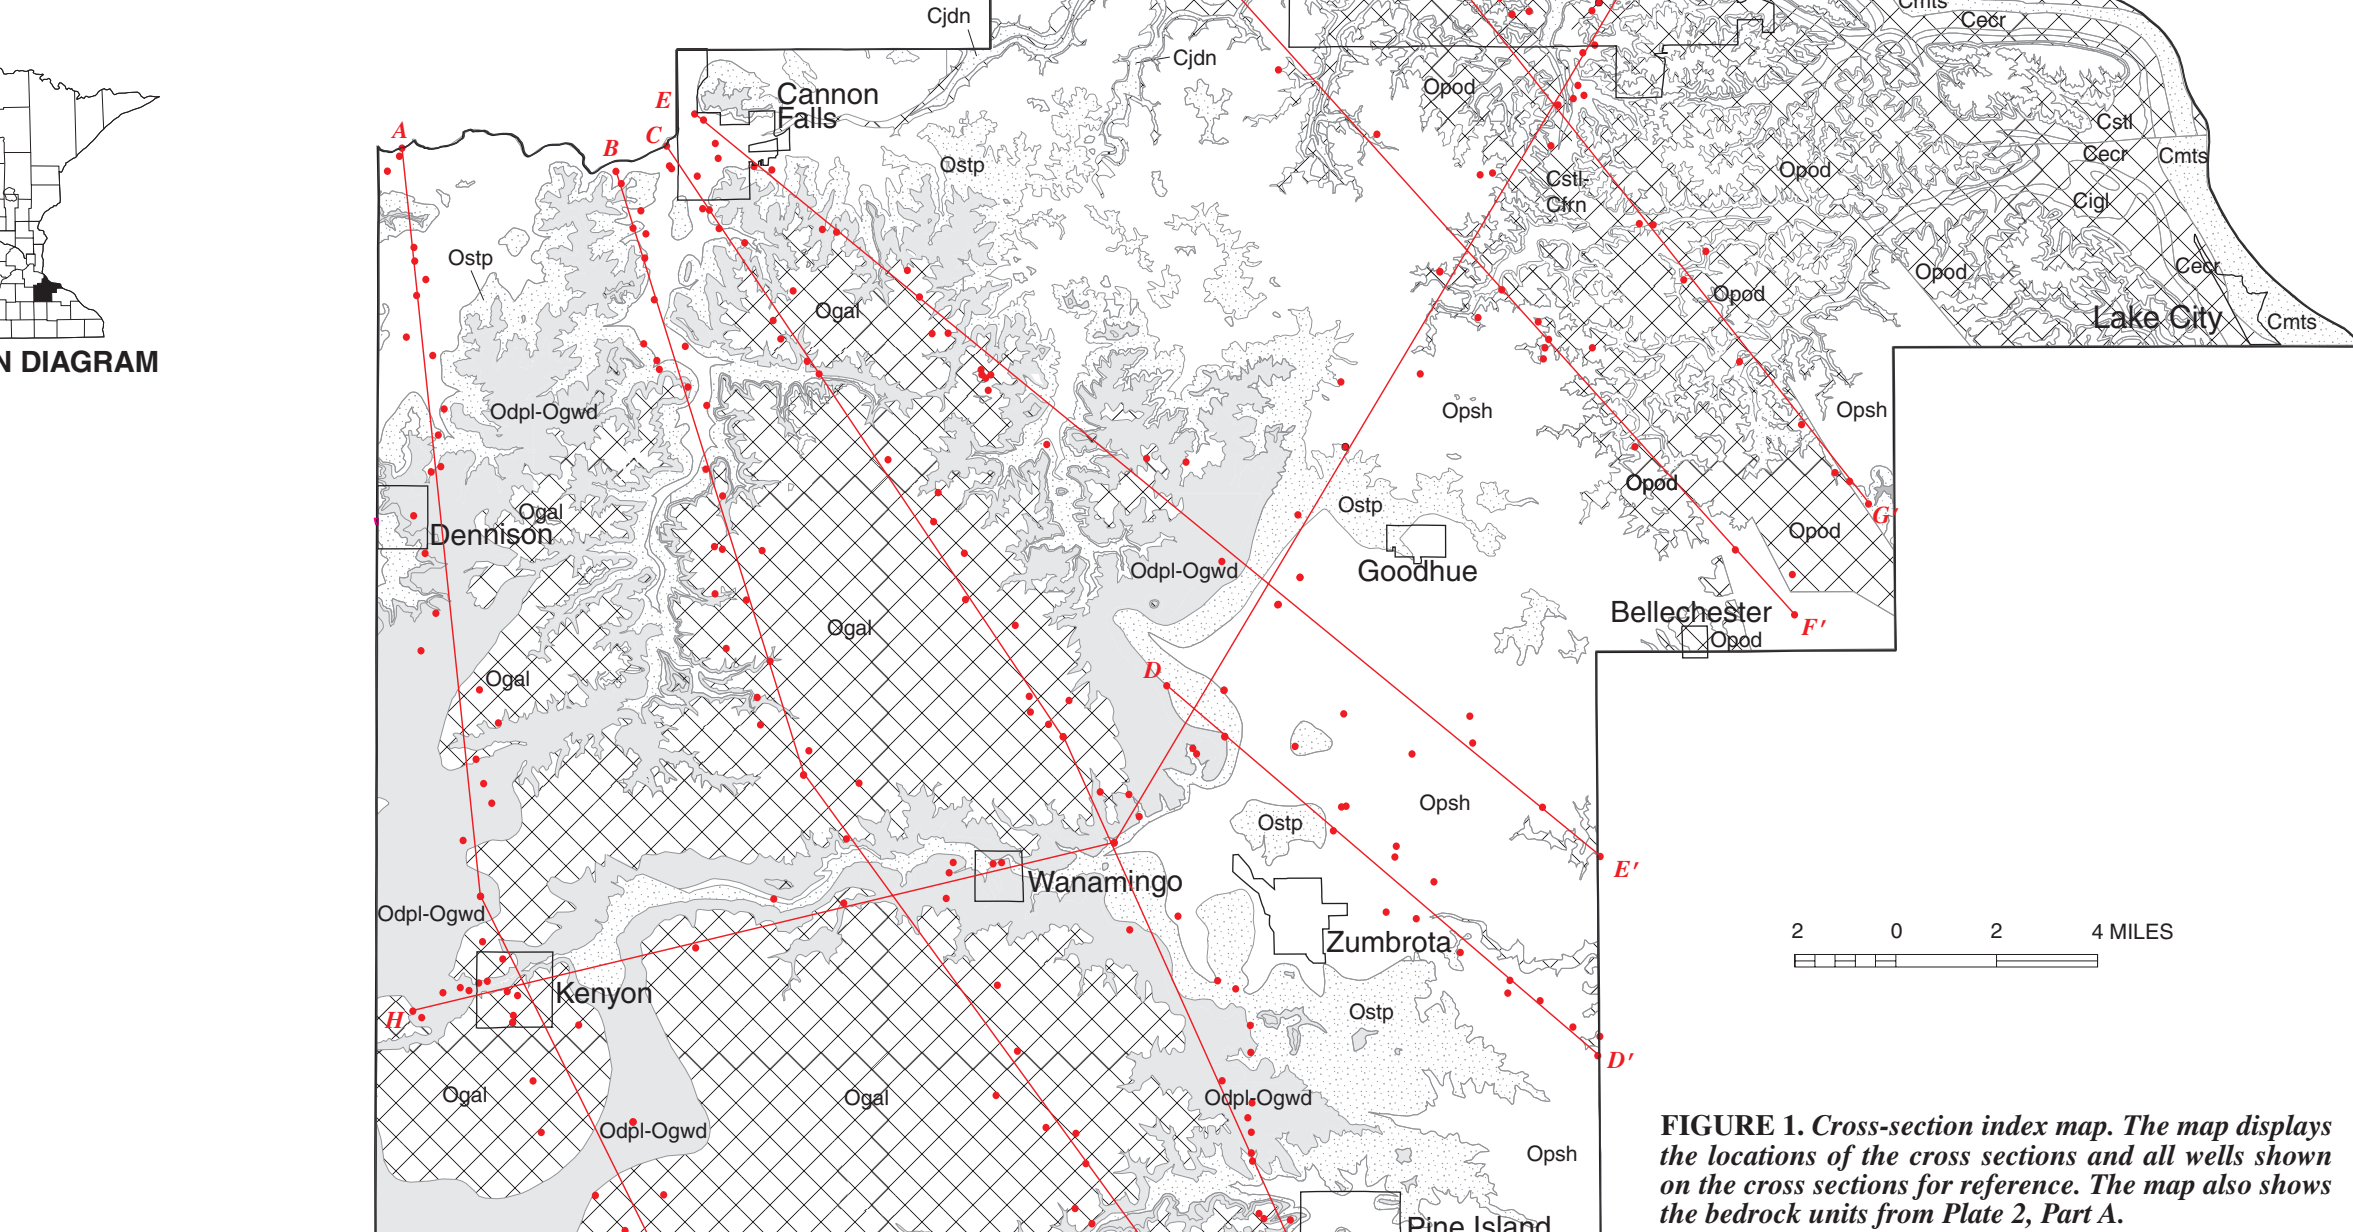 Cjdn
Cmts
Cecr
Cjdn
E
Cannon
Falls
Opod
A
B
C
Cstl
Ostp
Cecr
Cmts
Opod
Cstl-
Cfrn
Cigl
Ostp
Opod
Cecr
Opod
Ogal
Lake City
Cmts
N DIAGRAM
Odpl-Ogwd
Opsh
Opsh
Opod
Ostp
Ogal
G'
Dennison
Opod
Odpl-Ogwd
Goodhue
Bellechester
F'
Ogal
Opod
D
Ogal
Opsh
Ostp
E'
Wanamingo
Odpl-Ogwd
2 0 2 4 MILES
Zumbrota
Kenyon
H
Ostp
D'
Ogal
Ogal
Odpl-Ogwd
Odpl-Ogwd
Opsh
FIGURE 1. Cross-section index map. The map displays
the locations of the cross sections and all wells shown
on the cross sections for reference. The map also shows
the bedrock units from Plate 2, Part A.
Pine Island